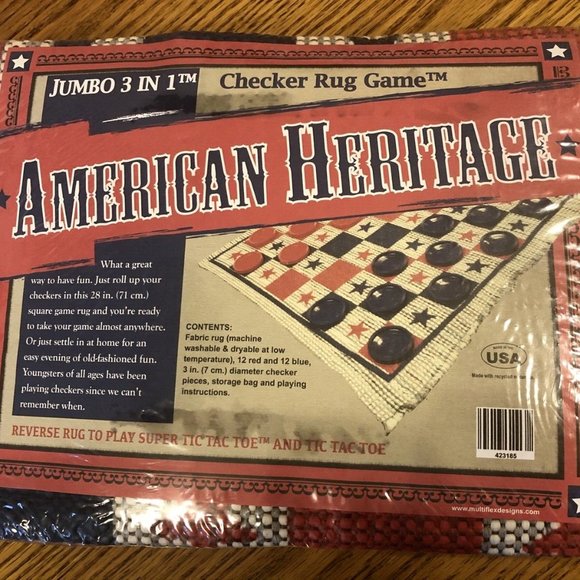 JUMBO 3 IN 1™ Checker Rug Game™
AMERICAN HERITAGE
What a great
way to have fun. Just roll up your
checkers in this 28 in. (71 cm.)
square game rug and you're ready
to take your game almost anywhere.
Or just settle in at home for an
easy evening of old-fashioned fun.
Youngsters of all ages have been
playing checkers since we can't
remember when.
CONTENTS:
Fabric rug (machine
washable & dryable at low
temperature), 12 red and 12 blue,
3 in. (7 cm.) diameter checker
pieces, storage bag and playing
instructions.
MADE IN THE
USA
Made with recycled
423185
REVERSE RUG TO PLAY SUPER TIC TAC TOE™ AND TIC TAC TOE
www.multiflexdesigns.com